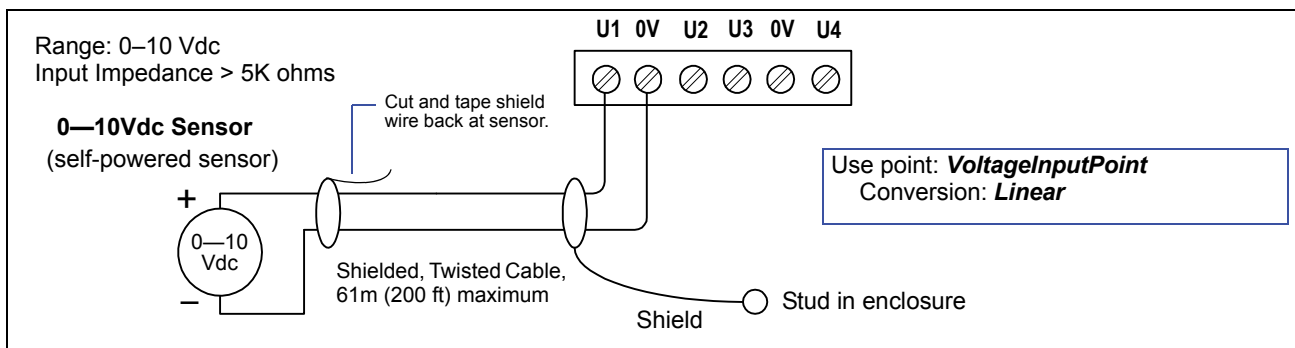 U1 0V U2 U3 0V U4
Range: 0–10 Vdc
Input Impedance > 5K ohms
Cut and tape shield
wire back at sensor.
0—10Vdc Sensor
(self-powered sensor)
Use point: VoltageInputPoint
Conversion: Linear
+
0—10
Vdc
–
Shielded, Twisted Cable,
61m (200 ft) maximum
Shield
Stud in enclosure